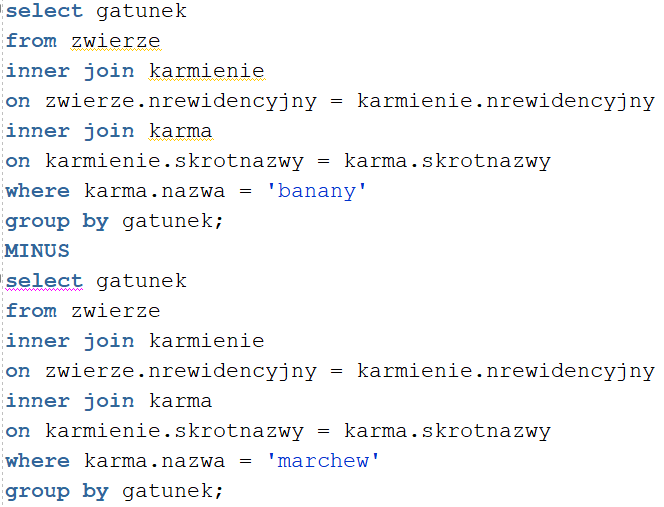 select gatunek
from zwierze
inner join karmienie
on zwierze.nrewidencyjny = karmienie.nrewidencyjny
inner join karma
on karmienie.skrotnazwy = karma.skrotnazwy
where karma.nazwa = 'banany'
group by gatunek;
MINUS
select gatunek
from zwierze
inner join karmienie
on zwierze.nrewidencyjny = karmienie.nrewidencyjny
inner join karma
on karmienie.skrotnazwy = karma.skrotnazwy
where karma.nazwa = 'marchew'
group by gatunek;